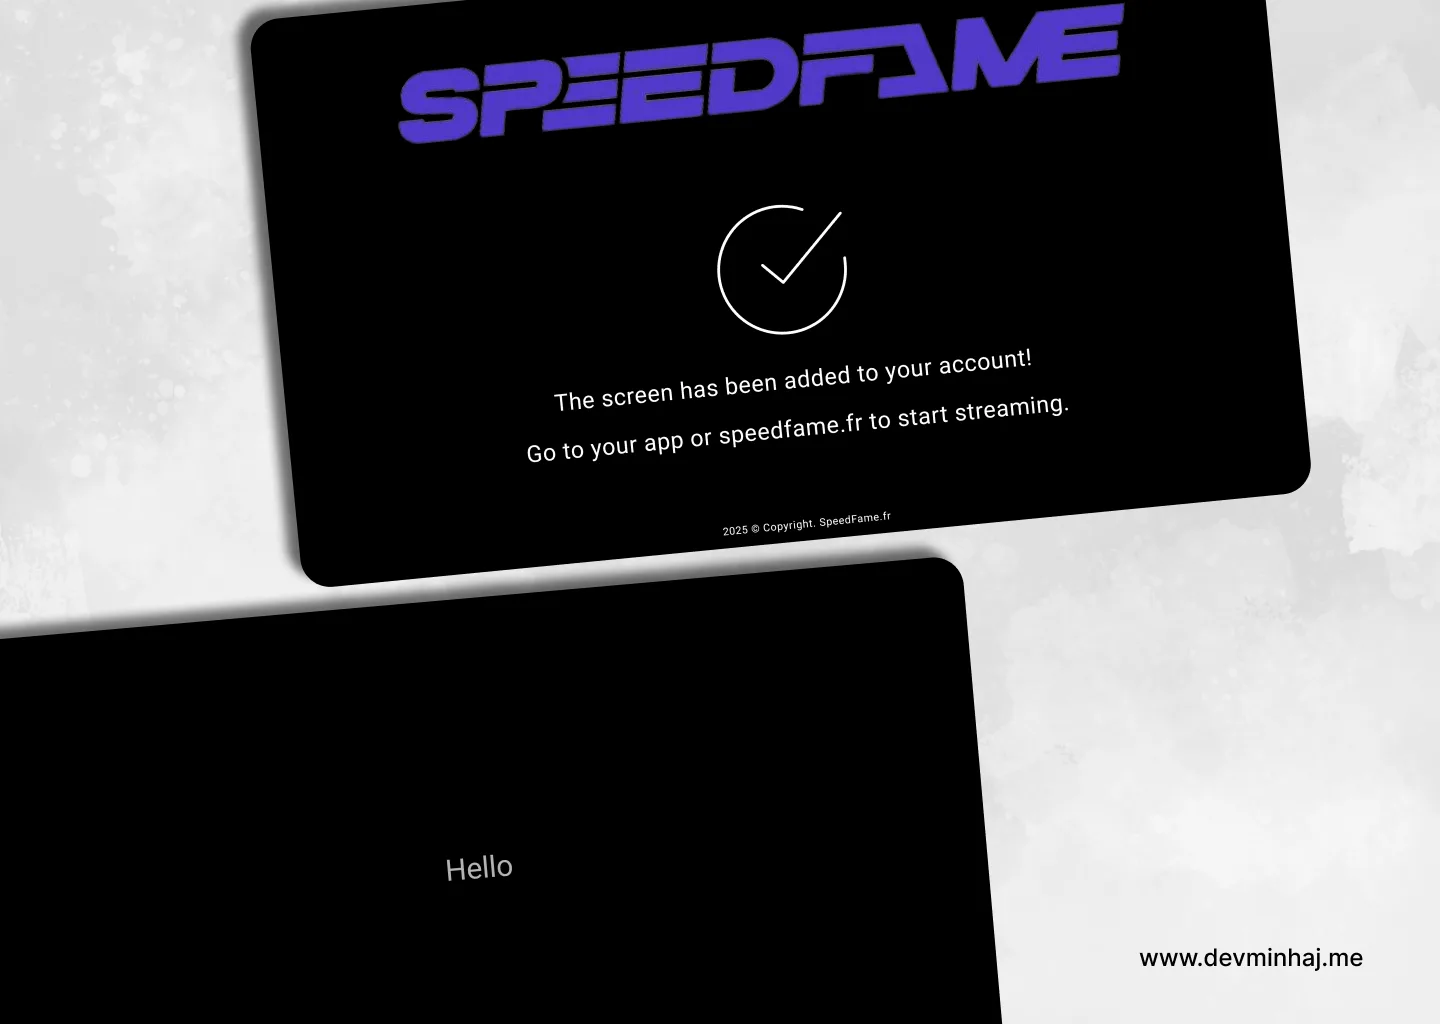 SPEEDFAME
The screen has been added to your account!
Go to your app or speedfame.fr to start streaming.
2025 © Copyright. SpeedFame.fr
Hello
www.devminhaj.me